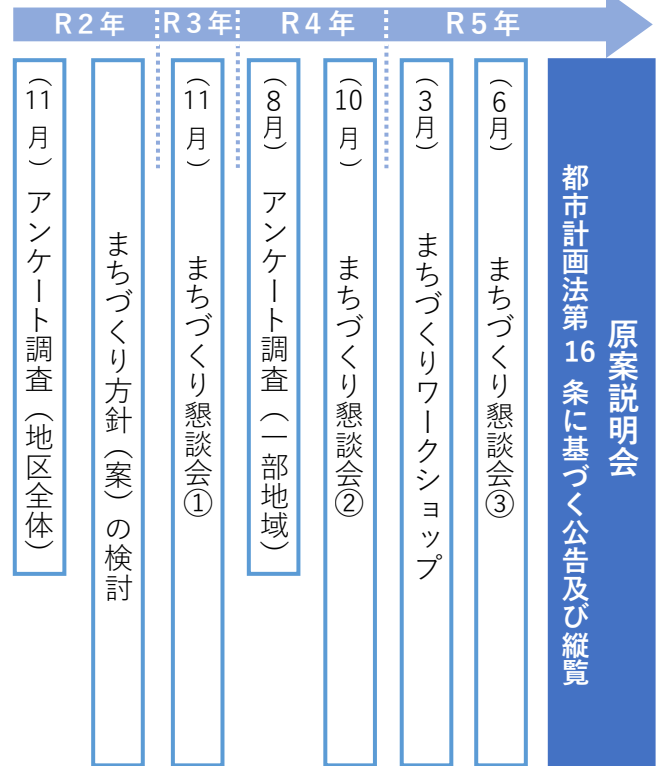 R2年
R3年
R4年
R5年
（11月）アンケート調査（地区全体）
まちづくり方針（案）の検討
（11月）まちづくり懇談会①
（8月）アンケート調査（一部地域）
（10月）まちづくり懇談会②
（3月）まちづくりワークショップ
（6月）まちづくり懇談会③
原案説明会
都市計画法第16条に基づく公告及び縦覧